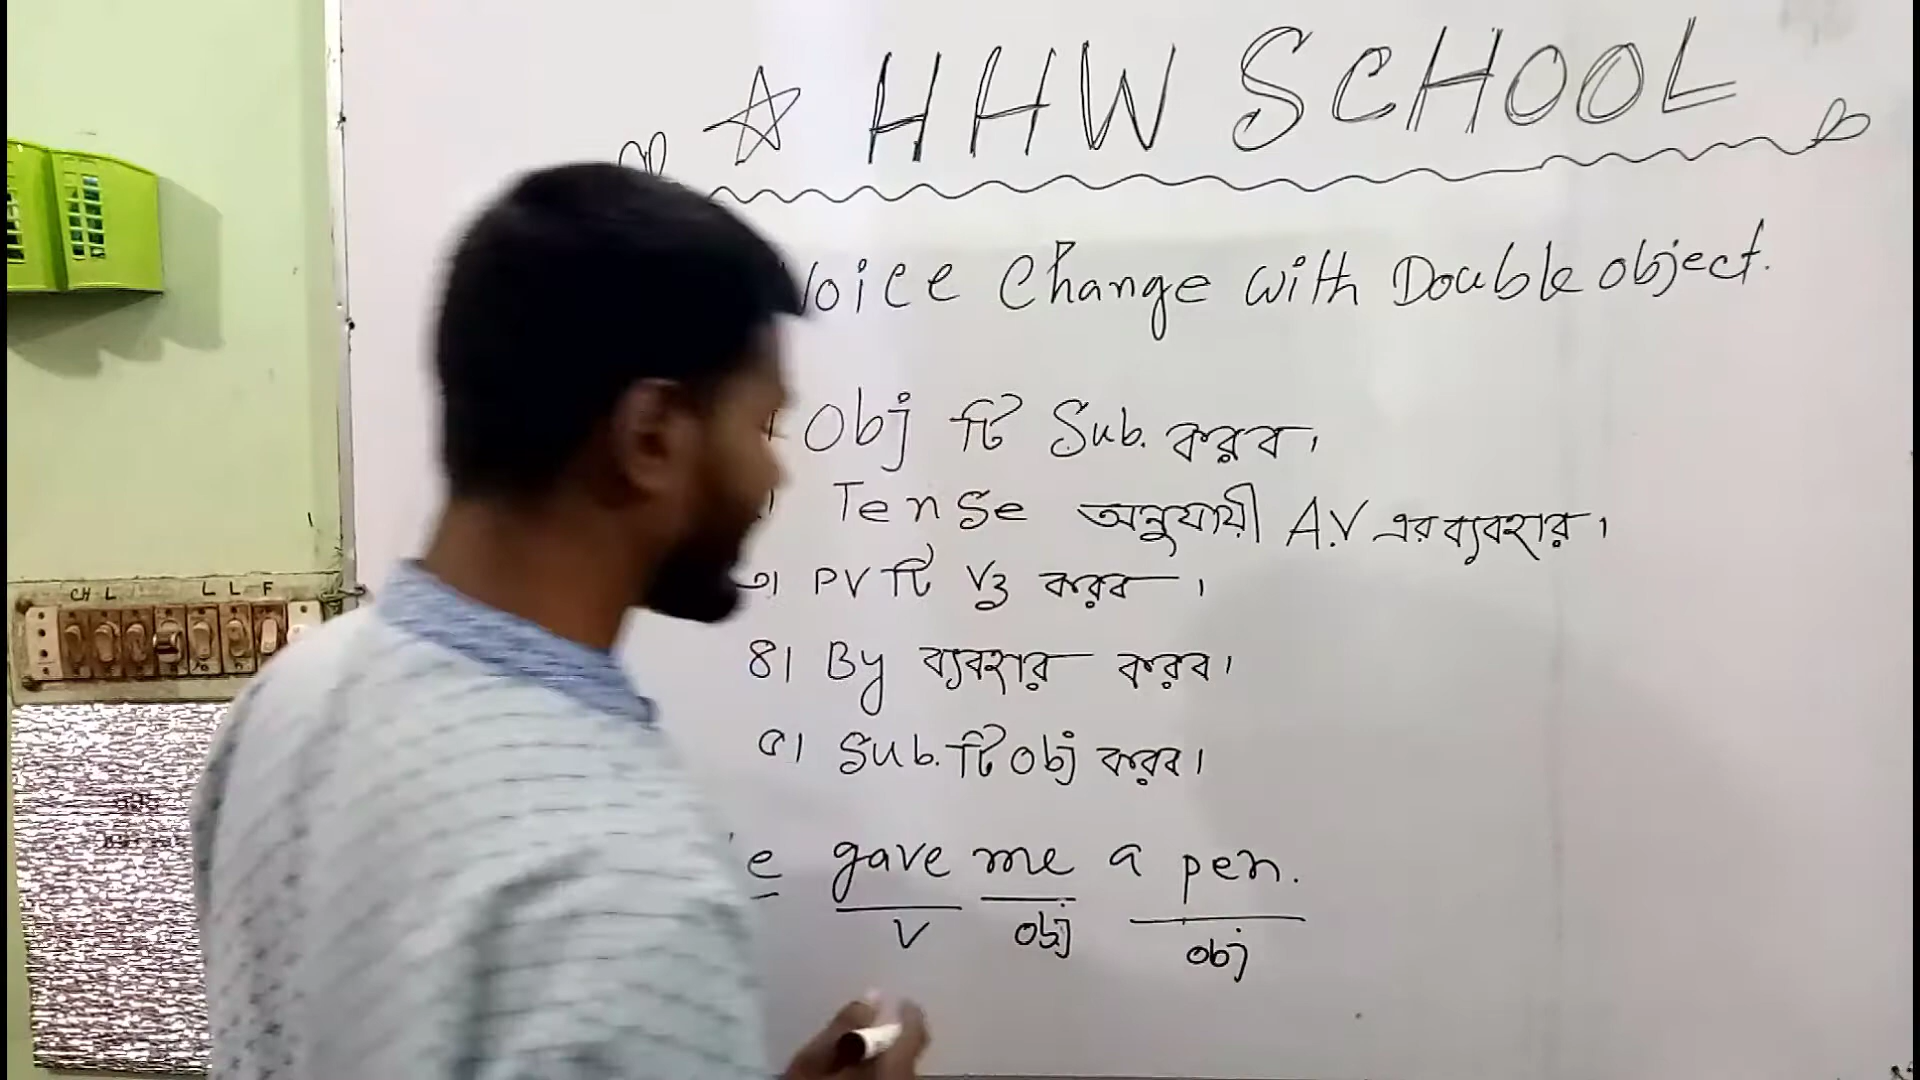 HHW SCHOOL
Voice Change with Double object.
Obj টি Sub. করব।
Tense অনুযায়ী A.V এর ব্যবহার।
৩। PV টি V3 করব।
৪। By ব্যবহার করব।
৫। Sub. টি Obj করব।
gave me a pen.
V obj obj
CH L L L F